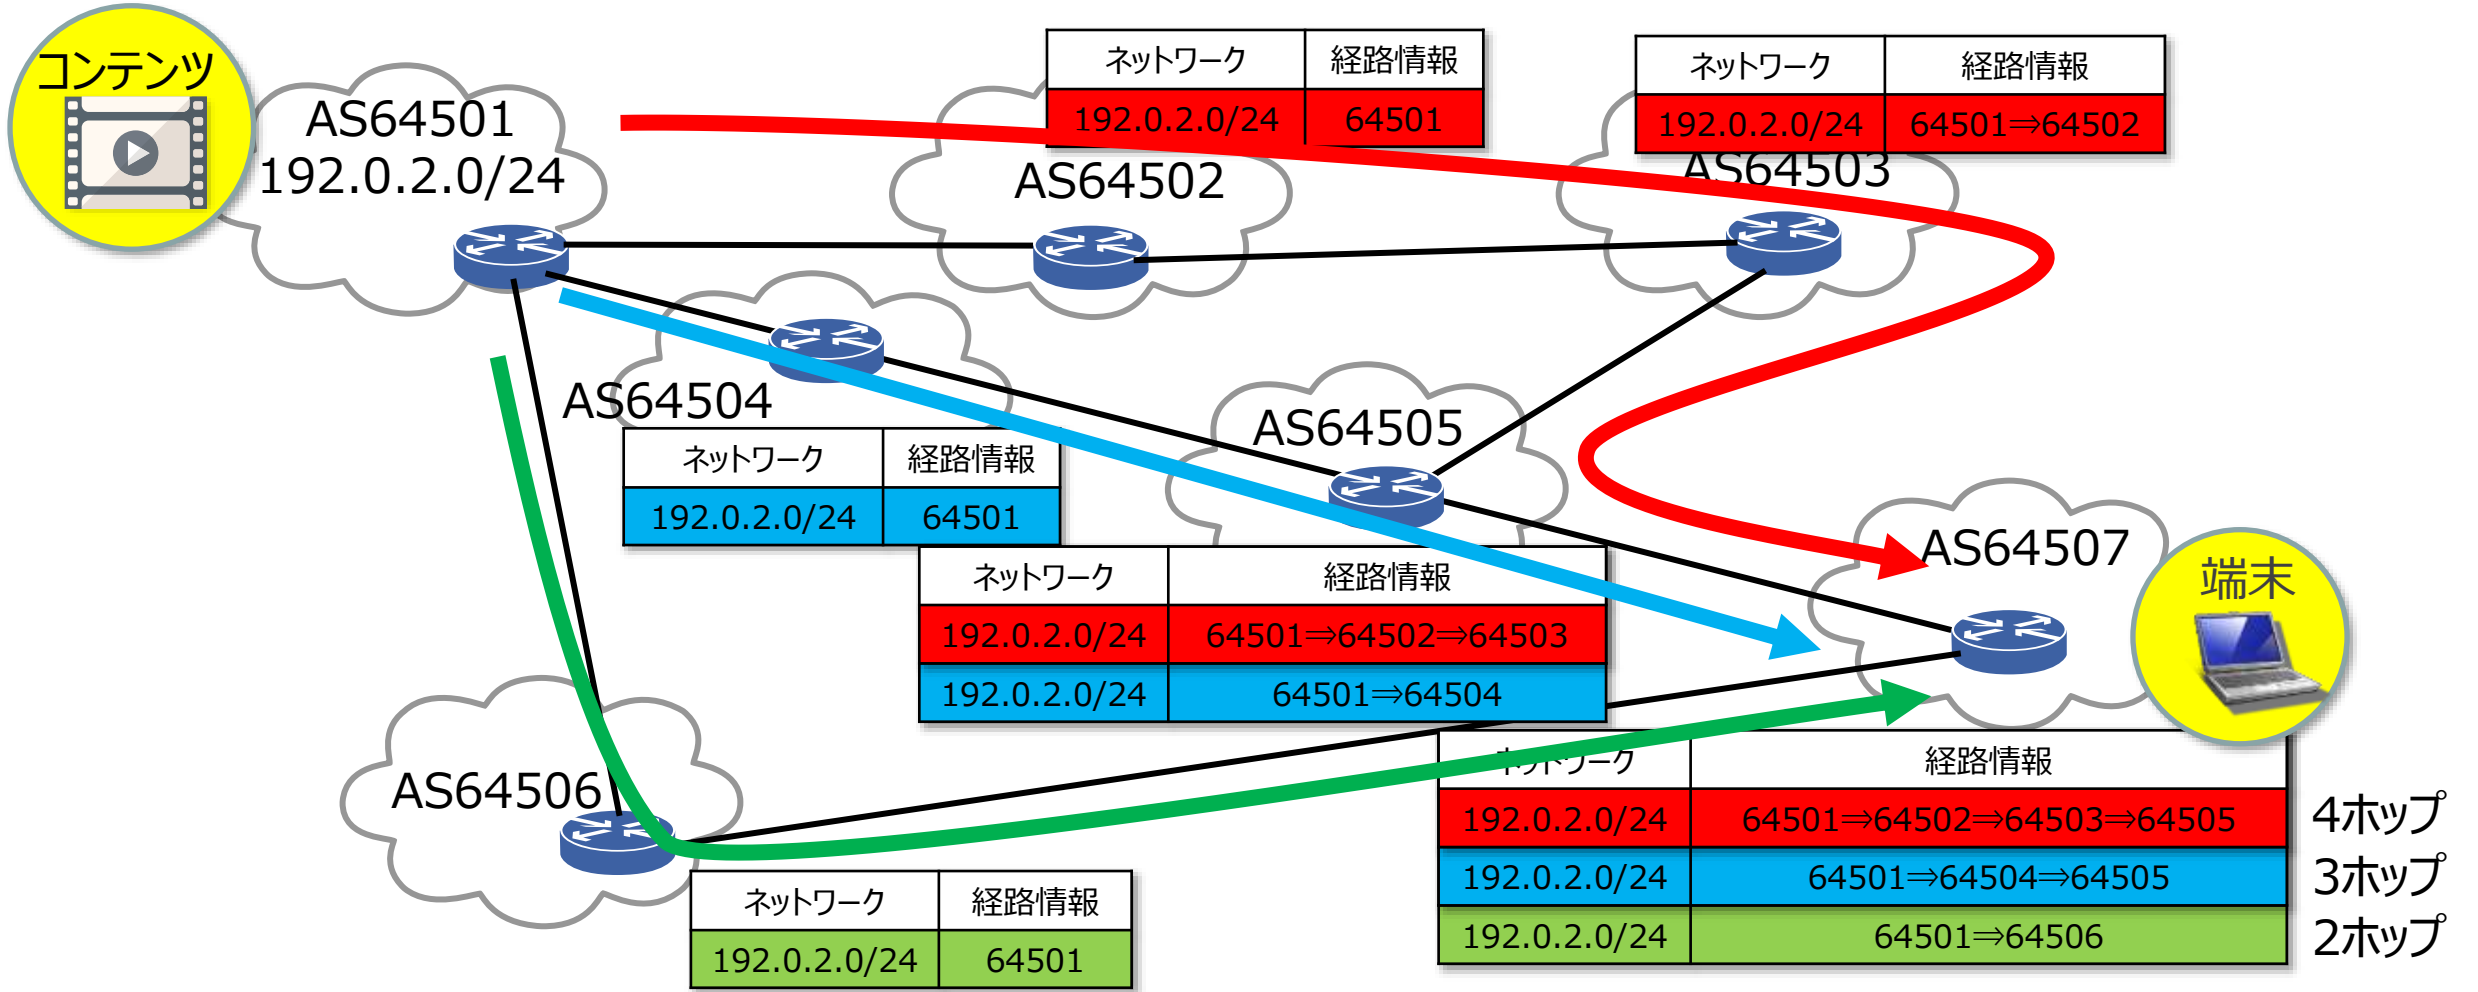 コンテンツ
AS64501
192.0.2.0/24
ネットワーク 経路情報
192.0.2.0/24 64501
AS64502
ネットワーク 経路情報
192.0.2.0/24 64501⇒64502
AS64503
AS64504
ネットワーク 経路情報
192.0.2.0/24 64501
AS64505
ネットワーク 経路情報
192.0.2.0/24 64501⇒64502⇒64503
192.0.2.0/24 64501⇒64504
AS64507
端末
AS64506
ネットワーク 経路情報
192.0.2.0/24 64501
ネットワーク 経路情報
192.0.2.0/24 64501⇒64502⇒64503⇒64505 4ホップ
192.0.2.0/24 64501⇒64504⇒64505 3ホップ
192.0.2.0/24 64501⇒64506 2ホップ